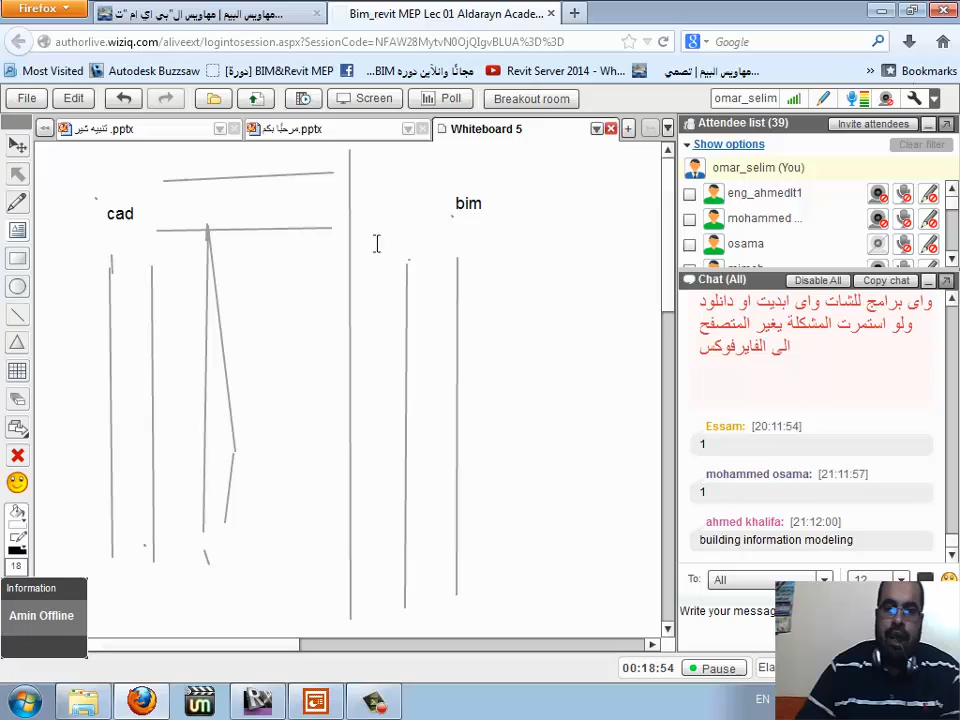 Firefox
مهاويس البيم | مهاويس ال"بي اي ام "ت...
Bim_revit MEP Lec 01 Aldarayn Acade...
authorlive.wiziq.com/aliveext/logintosession.aspx?SessionCode=NFAW28MytvN0OjQIgvBLUA%3D%3D
Google
Most Visited
Autodesk Buzzsaw
[دورة] BIM&Revit MEP
مجانًا وانلآين دوره BIM...
Revit Server 2014 - Wh...
مهاويس البيم | تصمي...
»
Bookmarks
File
Edit
Screen
Poll
Breakout room
omar_selim
تنبيه شير.pptx
مرحبًا بكم.pptx
Whiteboard 5
Attendee list (39)
Invite attendees
Show options
Clear filter
omar_selim (You)
eng_ahmedlt1
mohammed ...
osama
cad
bim
Chat (All)
Disable All
Copy chat
واى برامج للشات واى ابديت او دانلود
ولو استمرت المشكلة يغير المتصفح
الى الفايرفوكس
Essam: [20:11:54]
1
mohammed osama: [21:11:57]
1
ahmed khalifa: [21:12:00]
building information modeling
To:
All
12
Write your messag
18
Information
Amin Offline
00:18:54
Pause
Ela
EN